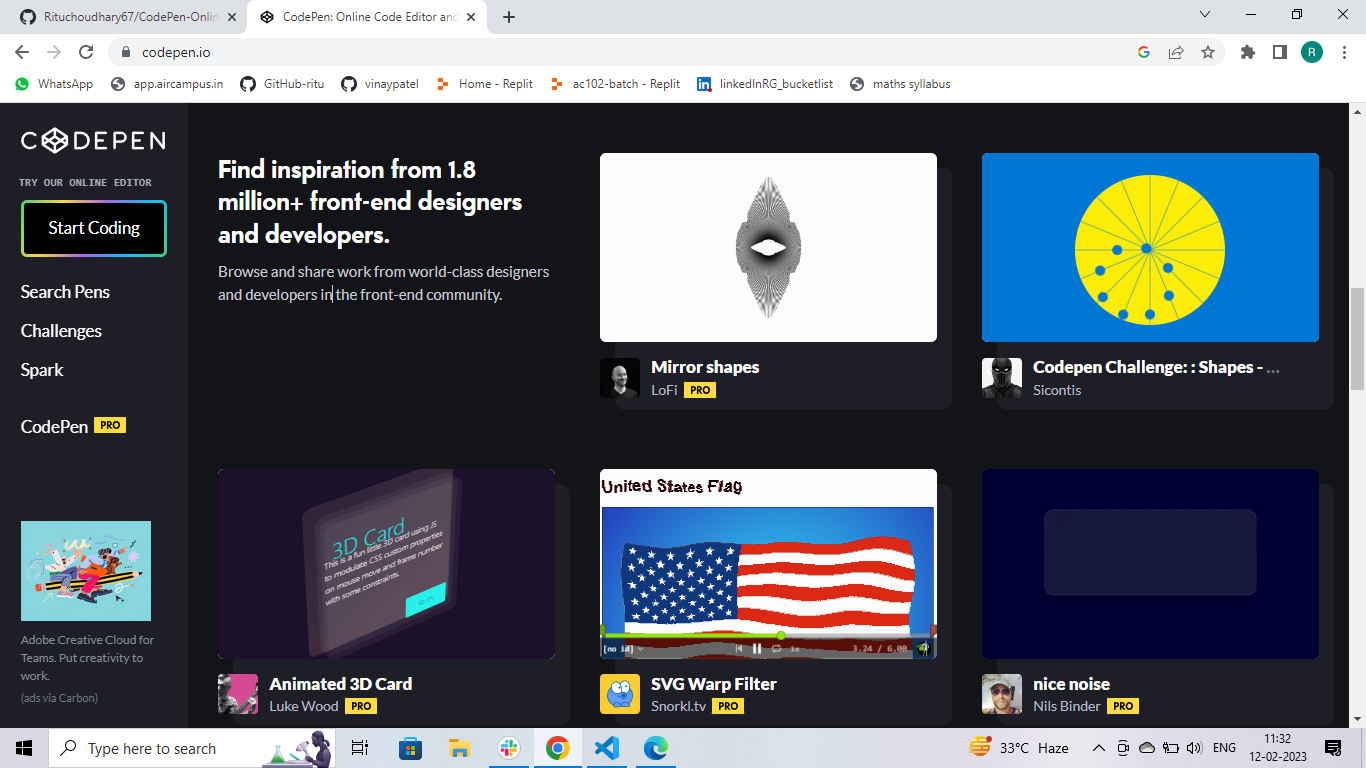 Rituchoudhary67/CodePen-Onlin
CodePen: Online Code Editor and
codepen.io
WhatsApp
app.aircampus.in
GitHub-ritu
vinaypatel
Home - Replit
ac102-batch - Replit
linkedInRG_bucketlist
maths syllabus
CODEPEN
TRY OUR ONLINE EDITOR
Start Coding
Search Pens
Challenges
Spark
CodePen PRO
Adobe Creative Cloud for
Teams. Put creativity to
work.
(ads via Carbon)
Find inspiration from 1.8
million+ front-end designers
and developers.
Browse and share work from world-class designers
and developers in the front-end community.
Mirror shapes
LoFi PRO
Codepen Challenge: : Shapes - ...
Sicontis
3D Card
This is a fun little 3D card using JS
to modulate CSS custom properties
on mouse move and frame number
with some constraints.
Animated 3D Card
Luke Wood PRO
United States Flag
[no id]
1x
3.24 / 6.00
SVG Warp Filter
Snorkl.tv PRO
nice noise
Nils Binder PRO
R
Type here to search
33°C Haze
ENG
11:32
12-02-2023